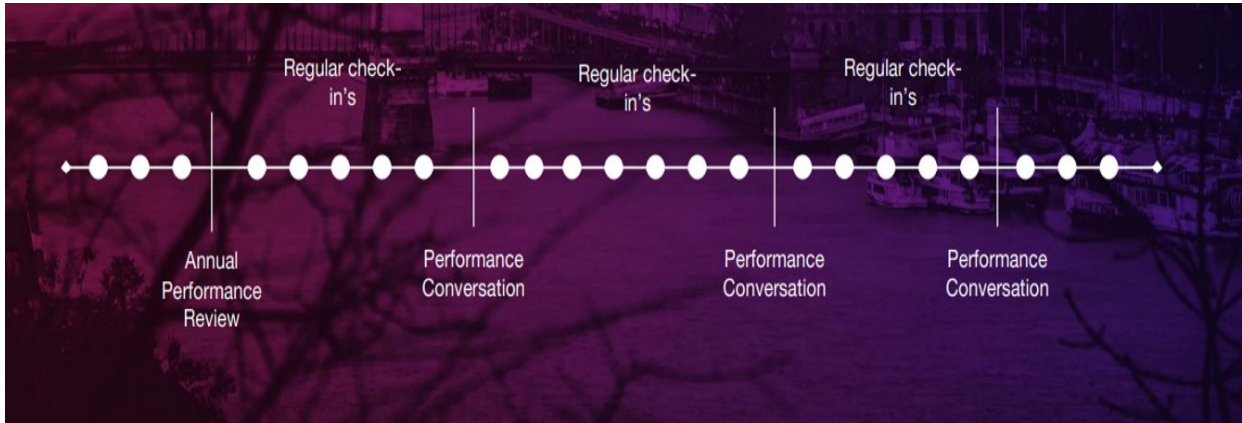 Regular check-
in's
Regular check-
in's
Regular check-
in's
Annual
Performance
Review
Performance
Conversation
Performance
Conversation
Performance
Conversation